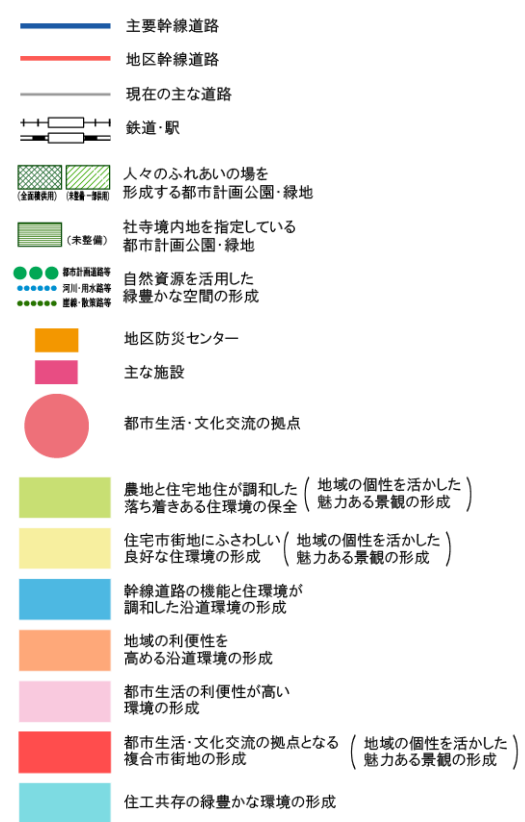 主要幹線道路
地区幹線道路
現在の主な道路
鉄道・駅
人々のふれあいの場を
形成する都市計画公園・緑地
(全面積供用) (未整備・一部供用)
社寺境内地を指定している
(未整備)
都市計画公園・緑地
都市計画道路等
河川・用水路等
崖線・散策路等
自然資源を活用した
緑豊かな空間の形成
地区防災センター
主な施設
都市生活・文化交流の拠点
農地と住宅地住が調和した
落ち着きある住環境の保全
(地域の個性を活かした
魅力ある景観の形成)
住宅市街地にふさわしい
良好な住環境の形成
(地域の個性を活かした
魅力ある景観の形成)
幹線道路の機能と住環境が
調和した沿道環境の形成
地域の利便性を
高める沿道環境の形成
都市生活の利便性が高い
環境の形成
都市生活・文化交流の拠点となる
複合市街地の形成
(地域の個性を活かした
魅力ある景観の形成)
住工共存の緑豊かな環境の形成